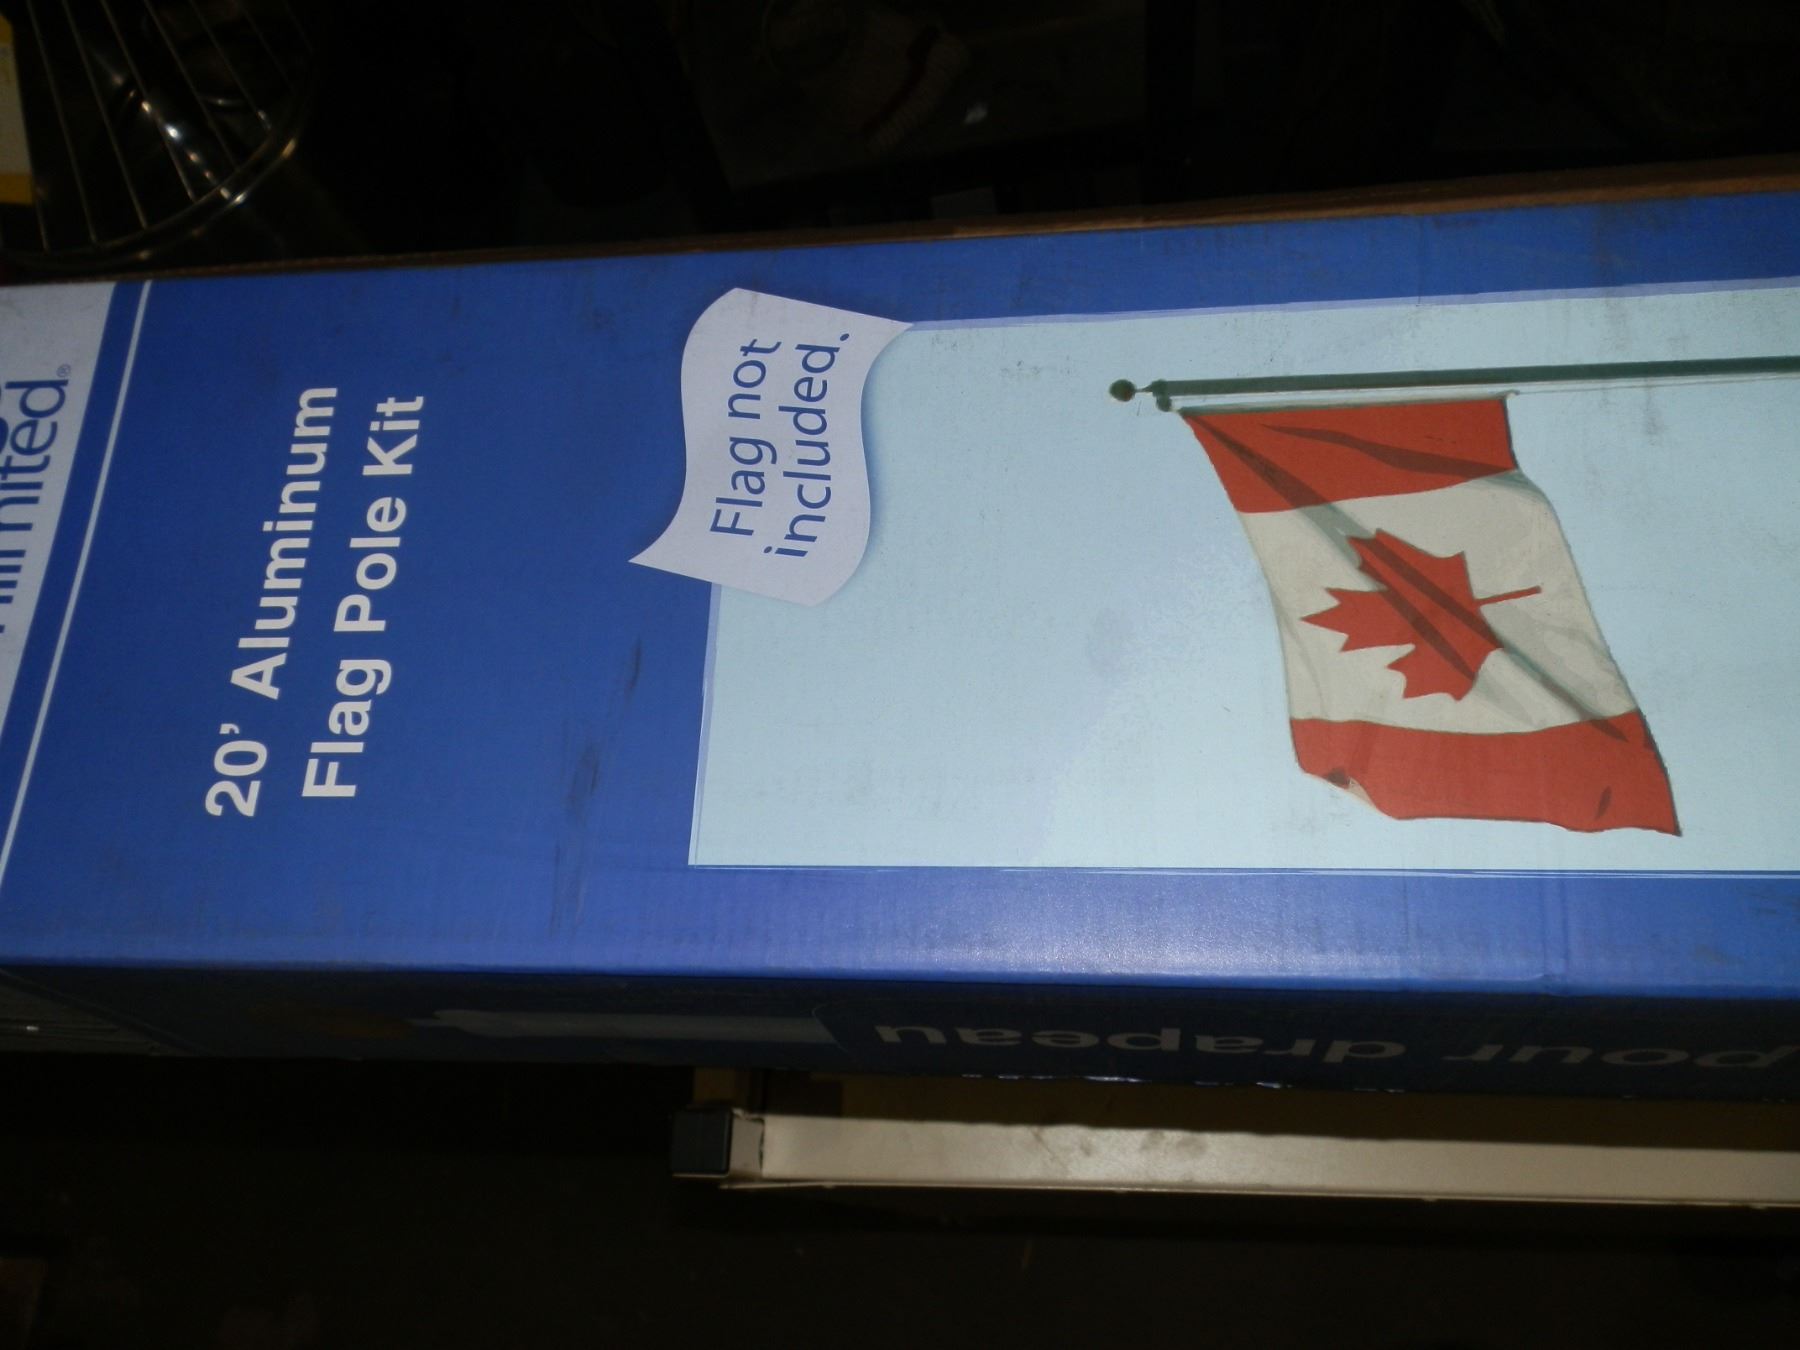 20' Aluminum
Flag Pole Kit
Flag not
included.
pour drapeau